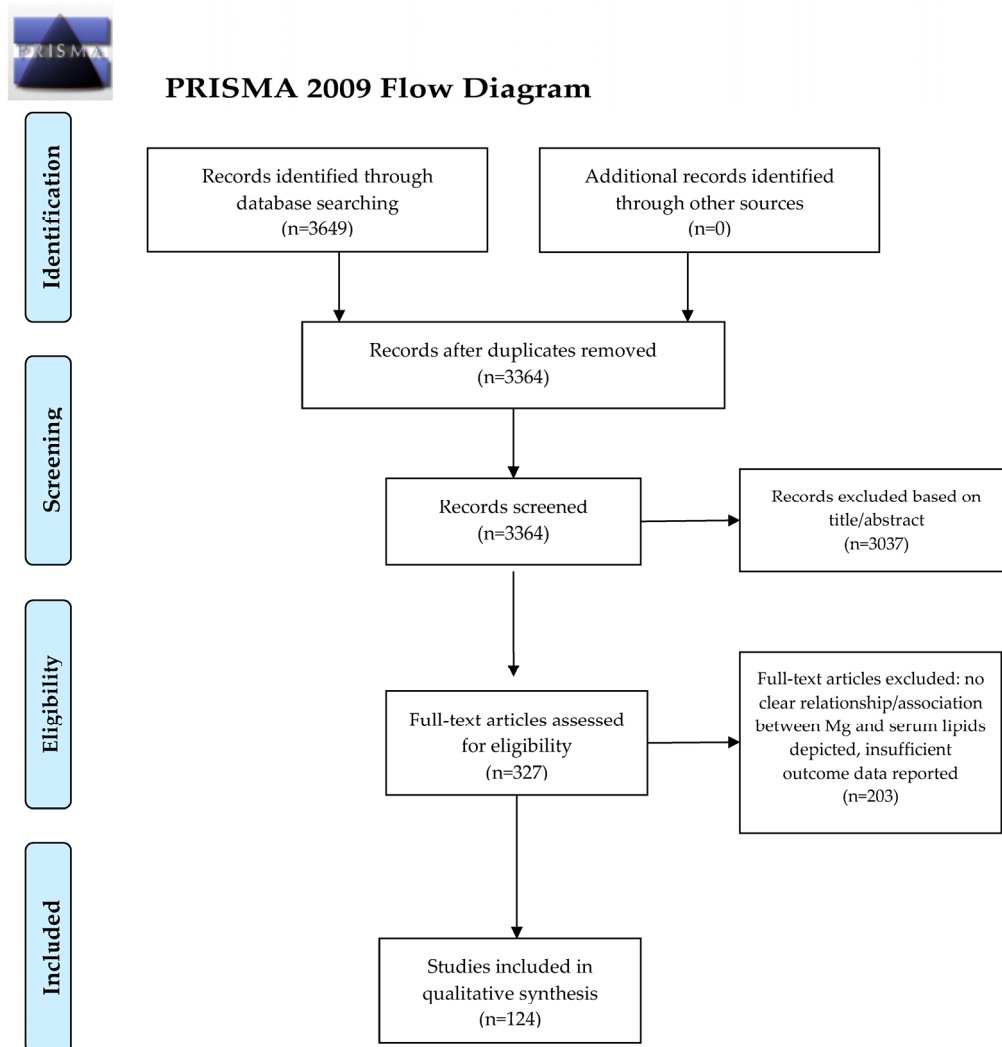 PRISMA
PRISMA 2009 Flow Diagram
Identification
Records identified through
database searching
(n=3649)
Additional records identified
through other sources
(n=0)
Records after duplicates removed
(n=3364)
Screening
Records screened
(n=3364)
Records excluded based on
title/abstract
(n=3037)
Eligibility
Full-text articles assessed
for eligibility
(n=327)
Full-text articles excluded: no
clear relationship/association
between Mg and serum lipids
depicted, insufficient
outcome data reported
(n=203)
Included
Studies included in
qualitative synthesis
(n=124)